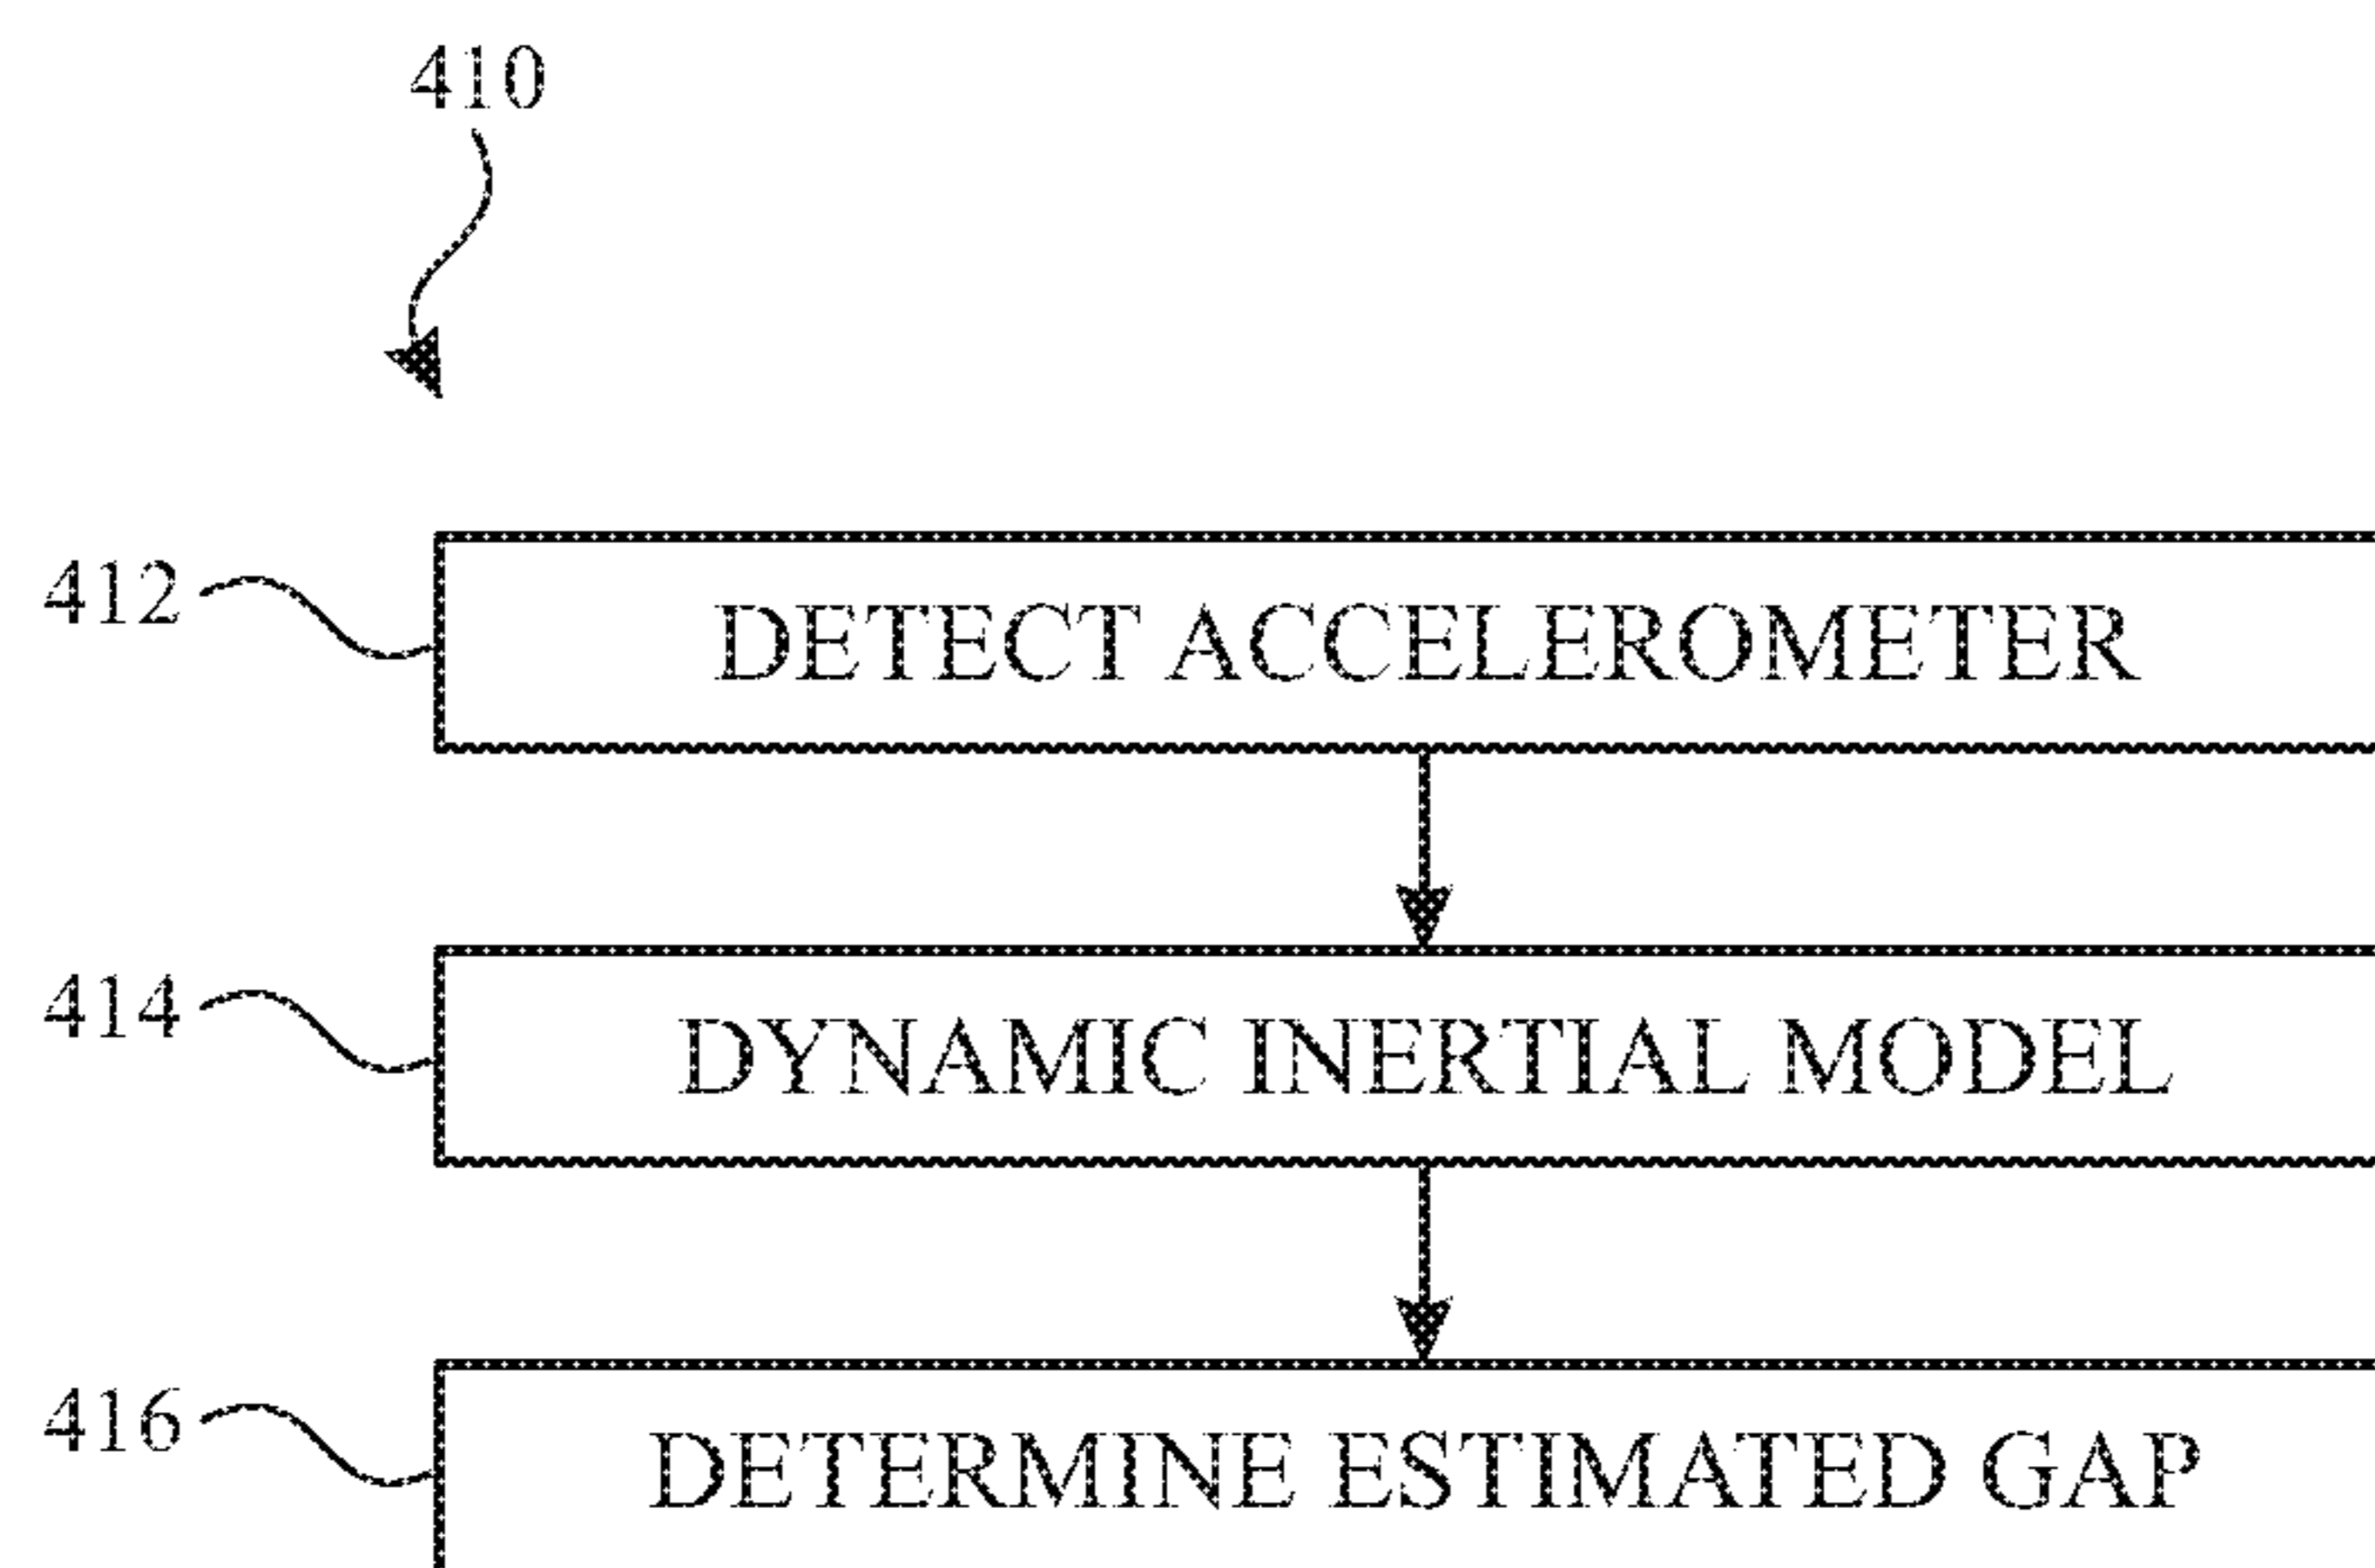 410
412 DETECT ACCELEROMETER
414 DYNAMIC INERTIAL MODEL
416 DETERMINE ESTIMATED GAP